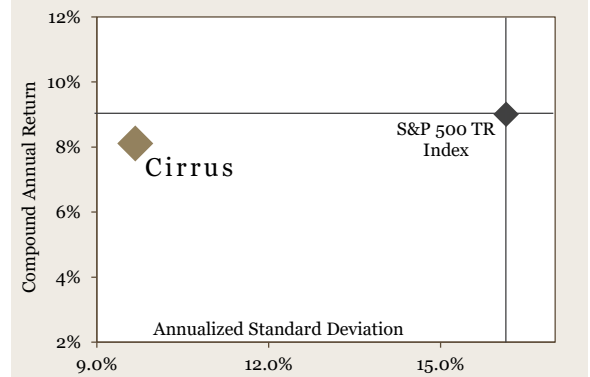 12%
10%
8%
6%
4%
2%
Compound Annual Return
S&P 500 TR
Index
Cirrus
Annualized Standard Deviation
9.0%
12.0%
15.0%